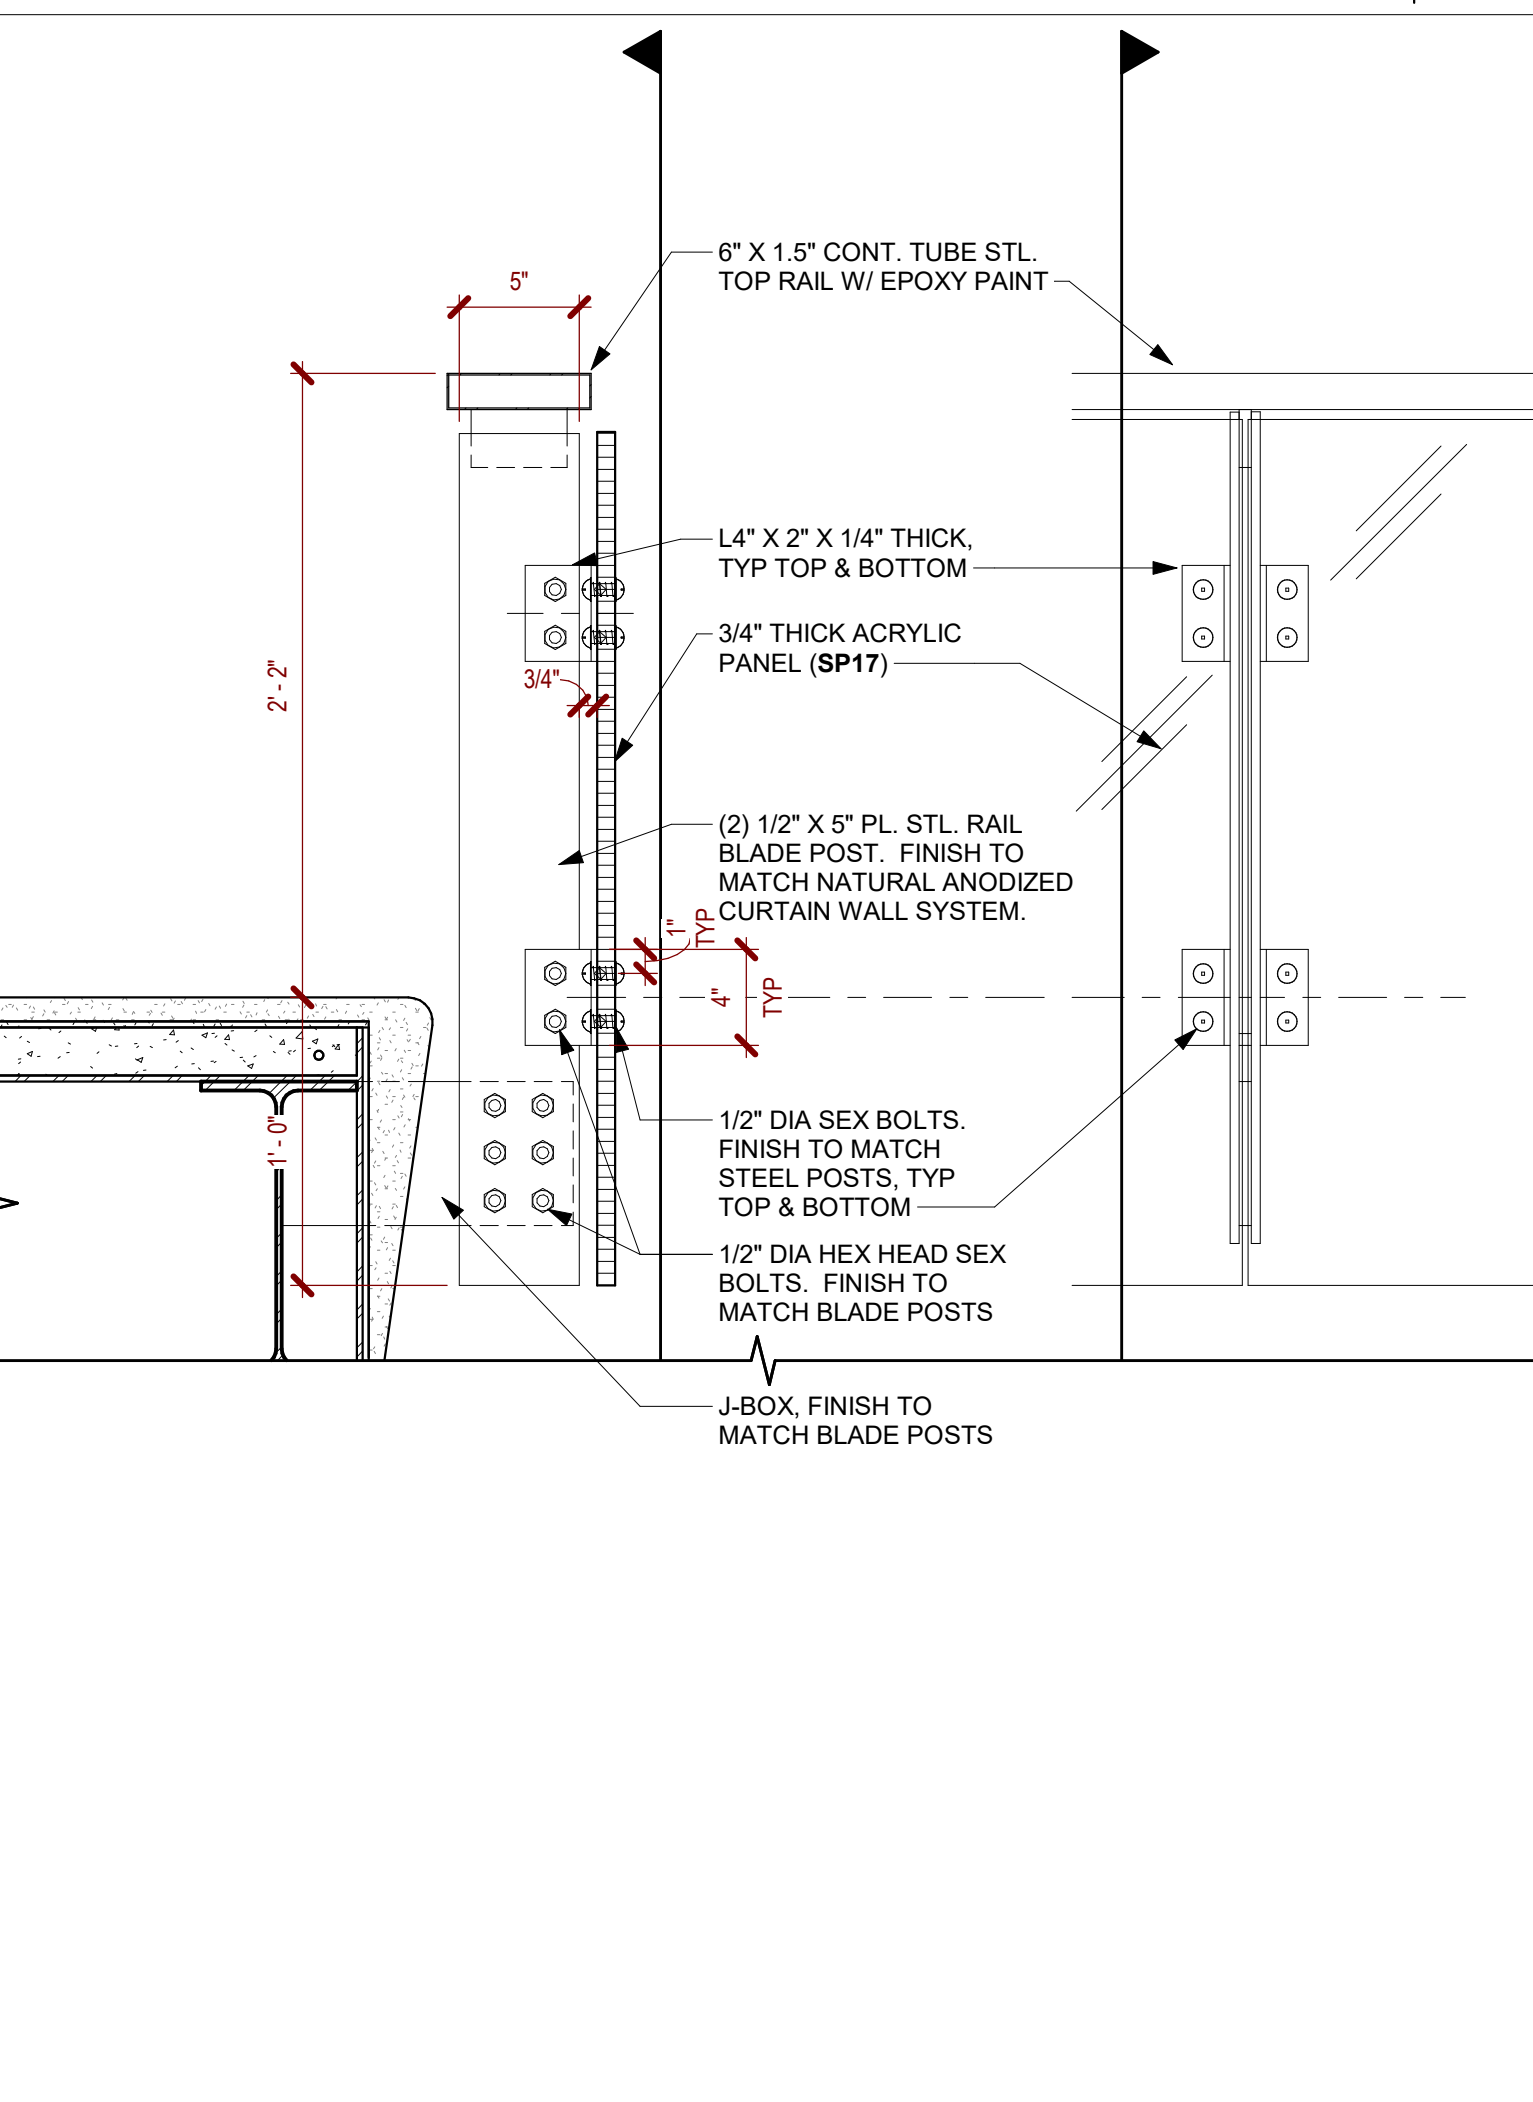 6" X 1.5" CONT. TUBE STL.
TOP RAIL W/ EPOXY PAINT
5"
L4" X 2" X 1/4" THICK,
TYP TOP & BOTTOM
3/4" THICK ACRYLIC
PANEL (SP17)
3/4"
2' - 2"
(2) 1/2" X 5" PL. STL. RAIL
BLADE POST.  FINISH TO
MATCH NATURAL ANODIZED
CURTAIN WALL SYSTEM.
1"
TYP
4"
TYP
1' - 0"
1/2" DIA SEX BOLTS.
FINISH TO MATCH
STEEL POSTS, TYP
TOP & BOTTOM
1/2" DIA HEX HEAD SEX
BOLTS.  FINISH TO
MATCH BLADE POSTS
J-BOX, FINISH TO
MATCH BLADE POSTS